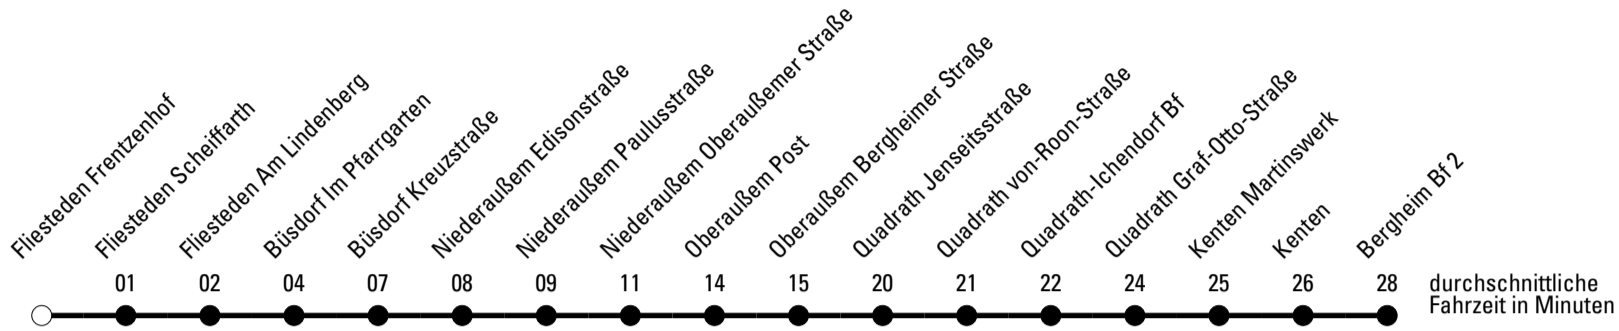 Fliesteden Frentzenhof
Fliesteden Scheiffarth
Fliesteden Am Lindenberg
Büsdorf Im Pfarrgarten
Büsdorf Kreuzstraße
Niederaußem Edisonstraße
Niederaußem Paulusstraße
Niederaußem Oberaußemer Straße
Oberaußem Post
Oberaußem Bergheimer Straße
Quadrath Jenseitsstraße
Quadrath von-Roon-Straße
Quadrath-Ichendorf Bf
Quadrath Graf-Otto-Straße
Kenten Martinswerk
Kenten
Bergheim Bf 2
01 02 04 07 08 09 11 14 15 20 21 22 24 25 26 28
durchschnittliche
Fahrzeit in Minuten